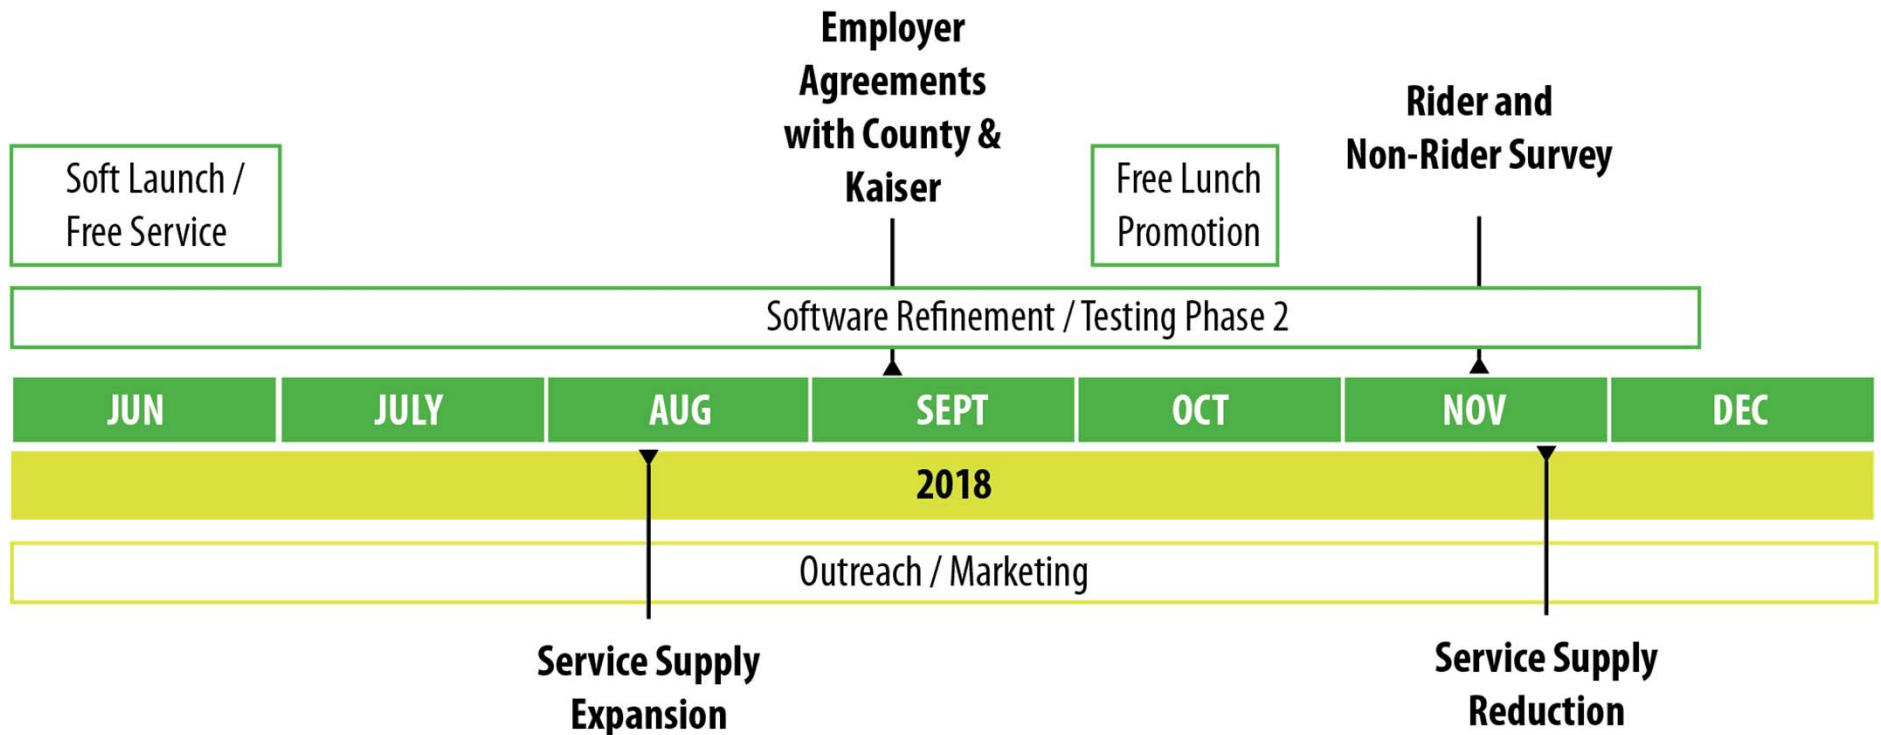 Employer
Agreements
with County &
Kaiser
Rider and
Non-Rider Survey
Soft Launch /
Free Service
Free Lunch
Promotion
Software Refinement / Testing Phase 2
JUN JULY AUG SEPT OCT NOV DEC
2018
Outreach / Marketing
Service Supply
Expansion
Service Supply
Reduction